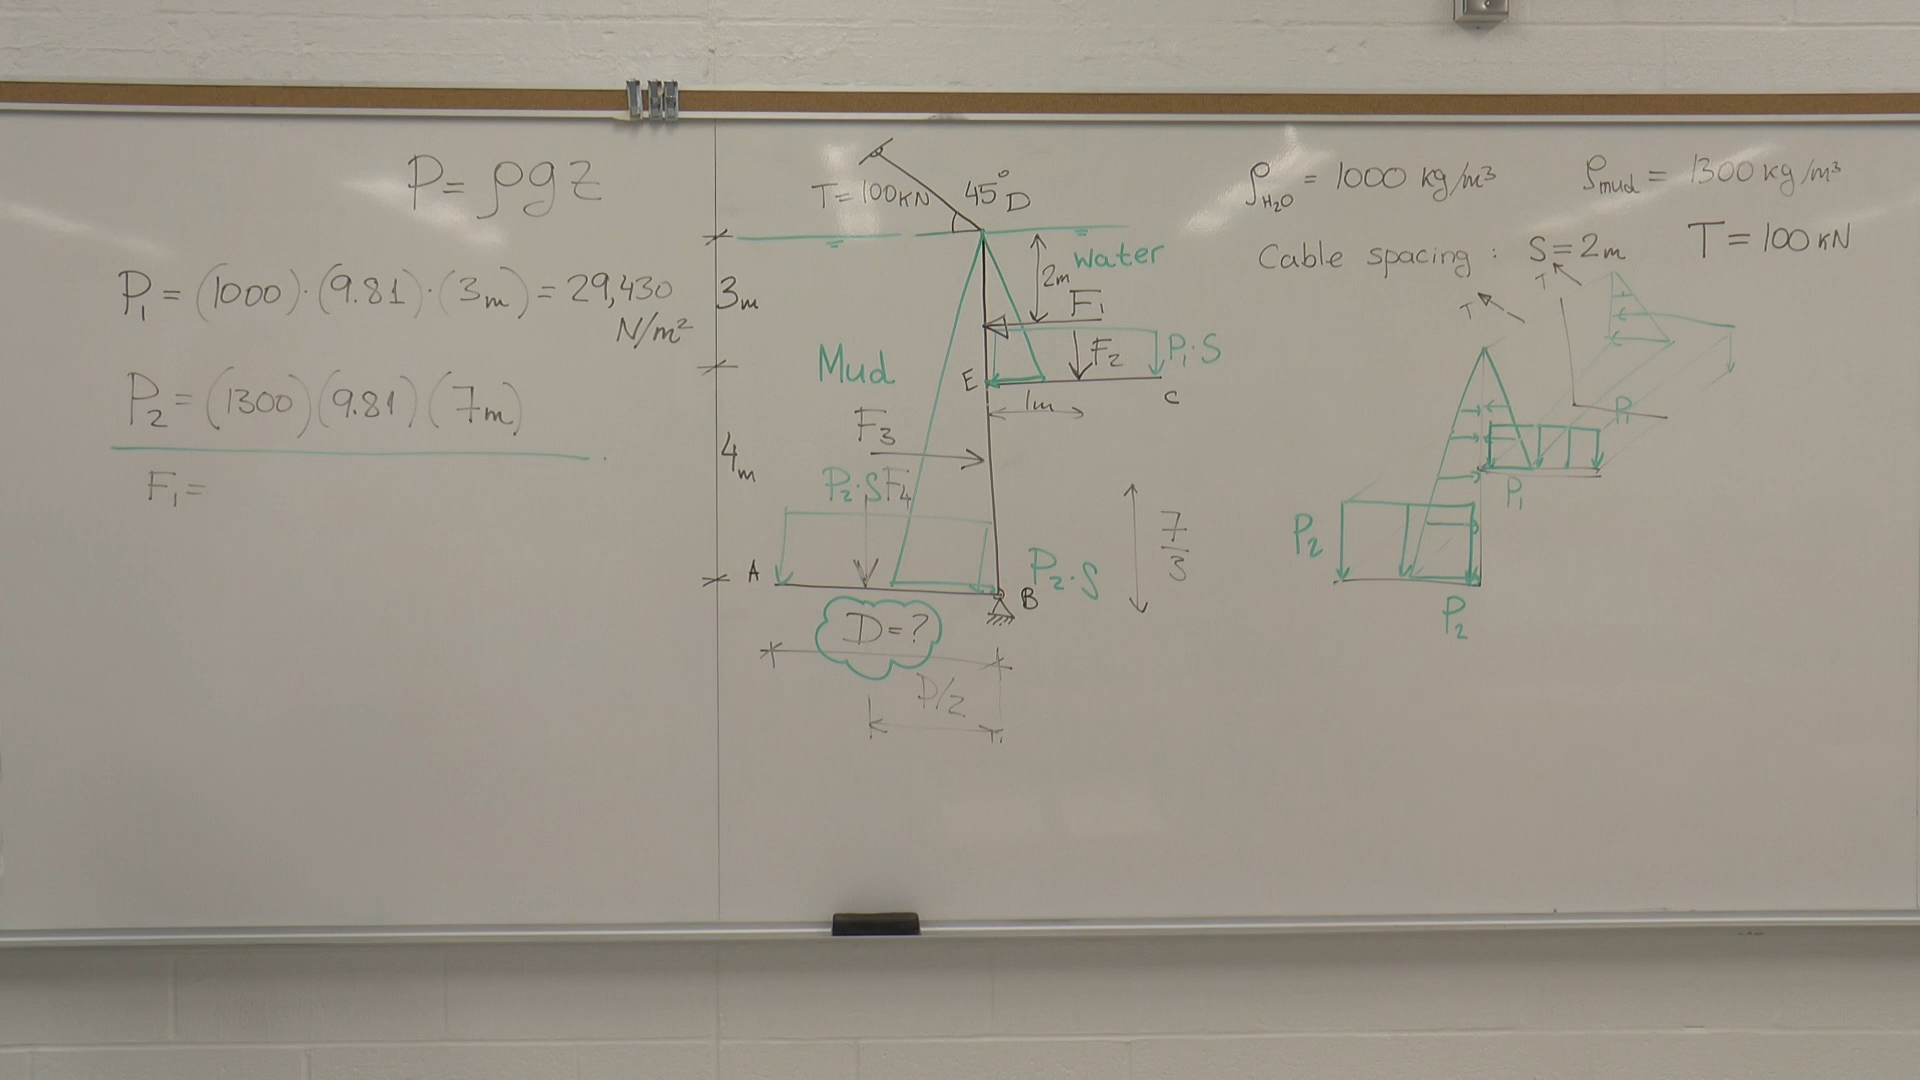 P = ρgz
P₁ = (1000)·(9.81)·(3m) = 29,430
N/m²
P₂ = (1300)(9.81)(7m)
F₁ =
T = 100KN
45°
D
3m
4m
2m
Water
F₁
F₂
P₁·S
E
C
1m
Mud
F₃
P₂·S
F₄
A
B
P₂·S
7/3
D = ?
D/2
ρH₂O = 1000 kg/m³
ρmud = 1300 kg/m³
Cable spacing : S = 2m
T = 100 KN
T
T
P₁
P₁
P₂
P₂